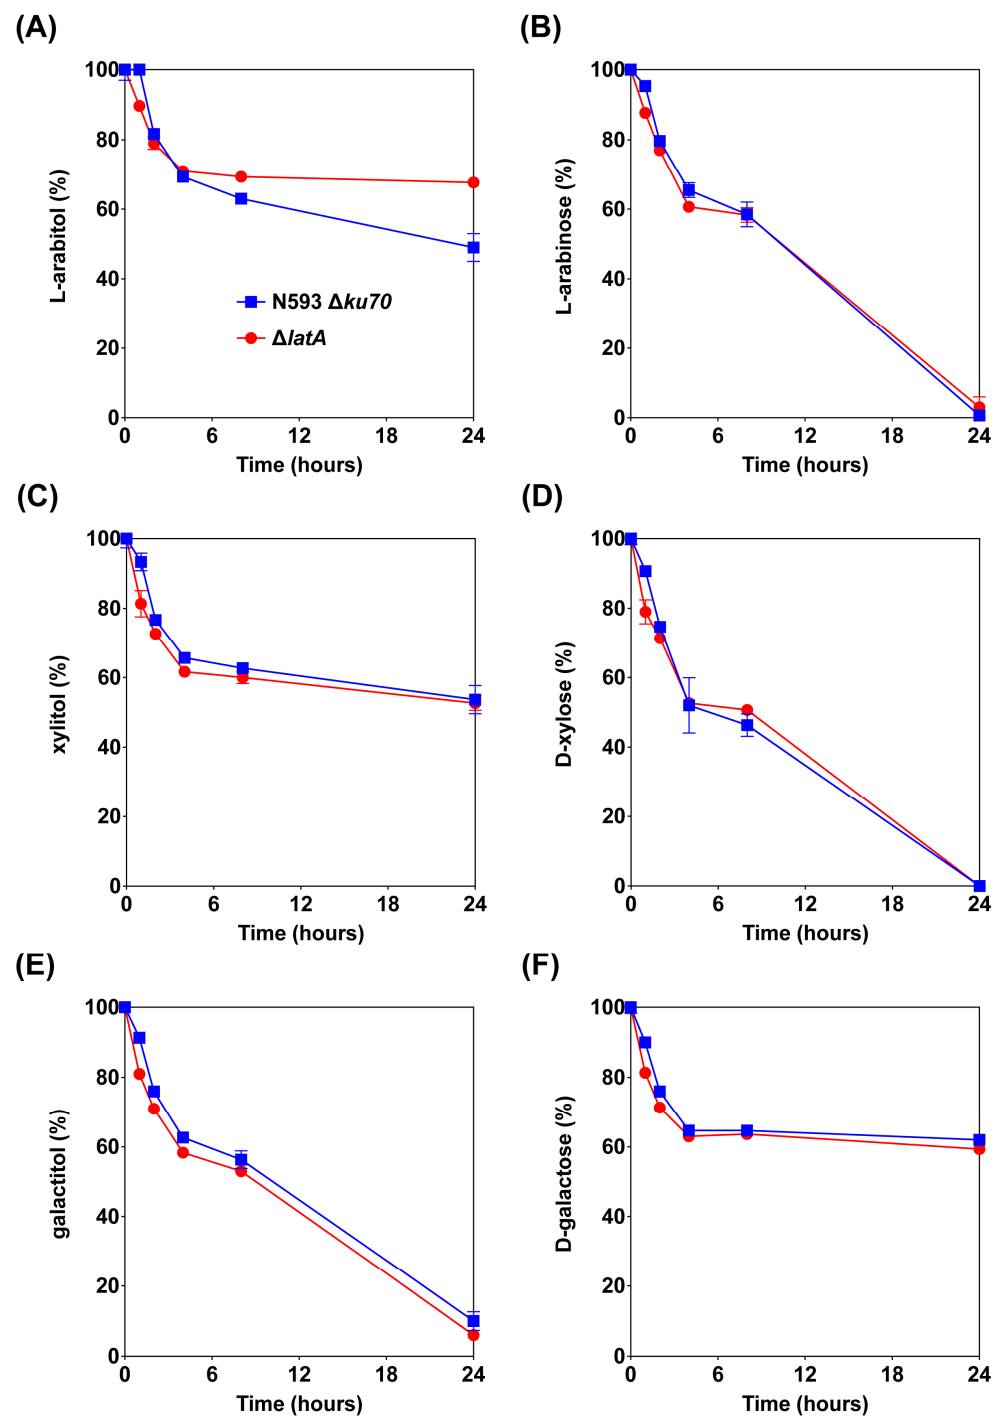 (A)
L-arabitol (%)
100
80
60
40
20
0
0 6 12 18 24
Time (hours)
N593 Δku70
ΔlatA
(B)
L-arabinose (%)
100
80
60
40
20
0
0 6 12 18 24
Time (hours)
(C)
xylitol (%)
100
80
60
40
20
0
0 6 12 18 24
Time (hours)
(D)
D-xylose (%)
100
80
60
40
20
0
0 6 12 18 24
Time (hours)
(E)
galactitol (%)
100
80
60
40
20
0
0 6 12 18 24
Time (hours)
(F)
D-galactose (%)
100
80
60
40
20
0
0 6 12 18 24
Time (hours)